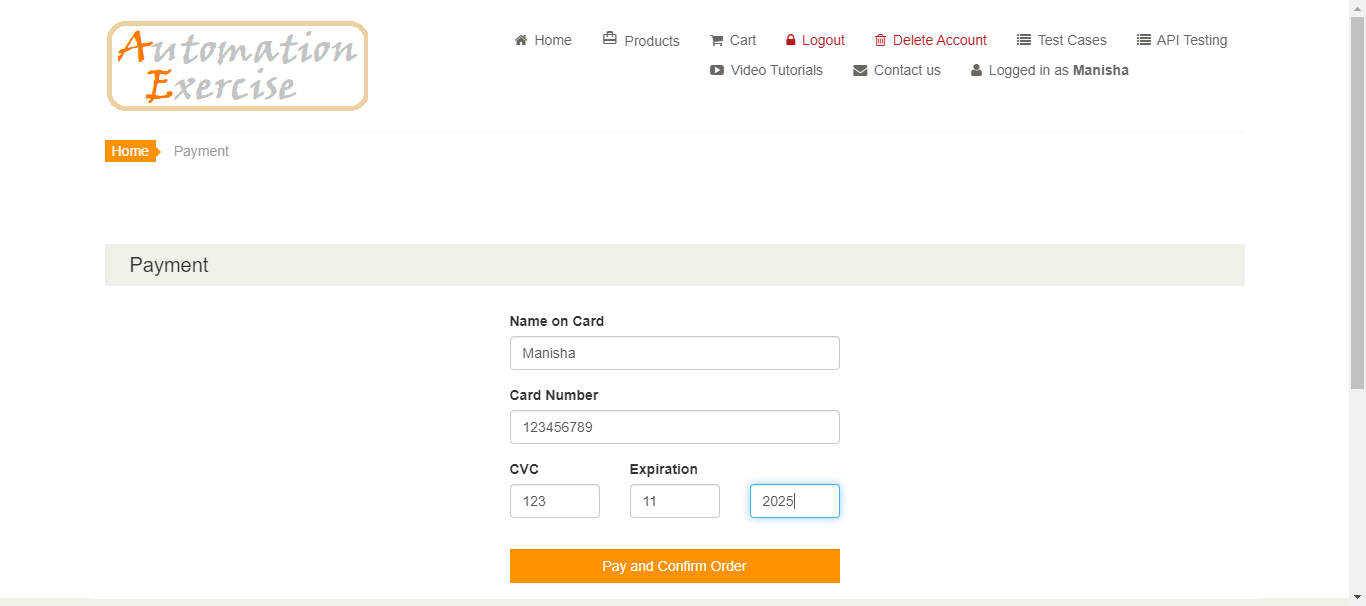 Automation
Exercise
Home Products Cart Logout Delete Account Test Cases API Testing
Video Tutorials Contact us Logged in as Manisha
Home Payment
Payment
Name on Card
Manisha
Card Number
123456789
CVC Expiration
123 11 2025
Pay and Confirm Order